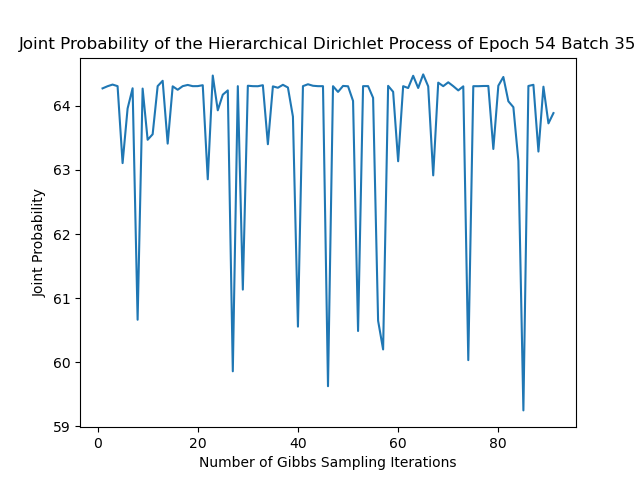 Joint Probability of the Hierarchical Dirichlet Process of Epoch 54 Batch 35
Joint Probability
64
63
62
61
60
59
0 20 40 60 80
Number of Gibbs Sampling Iterations